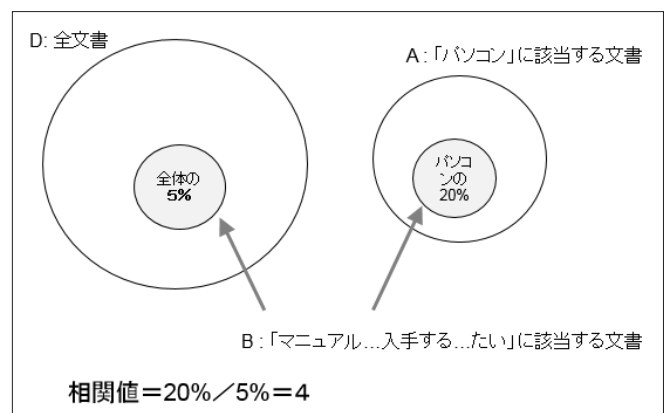 D: 全文書
A :「パソコン」に該当する文書
全体の
5%
パソコ
ンの
20%
B :「マニュアル...入手する...たい」に該当する文書
相関値＝20%／5%＝4